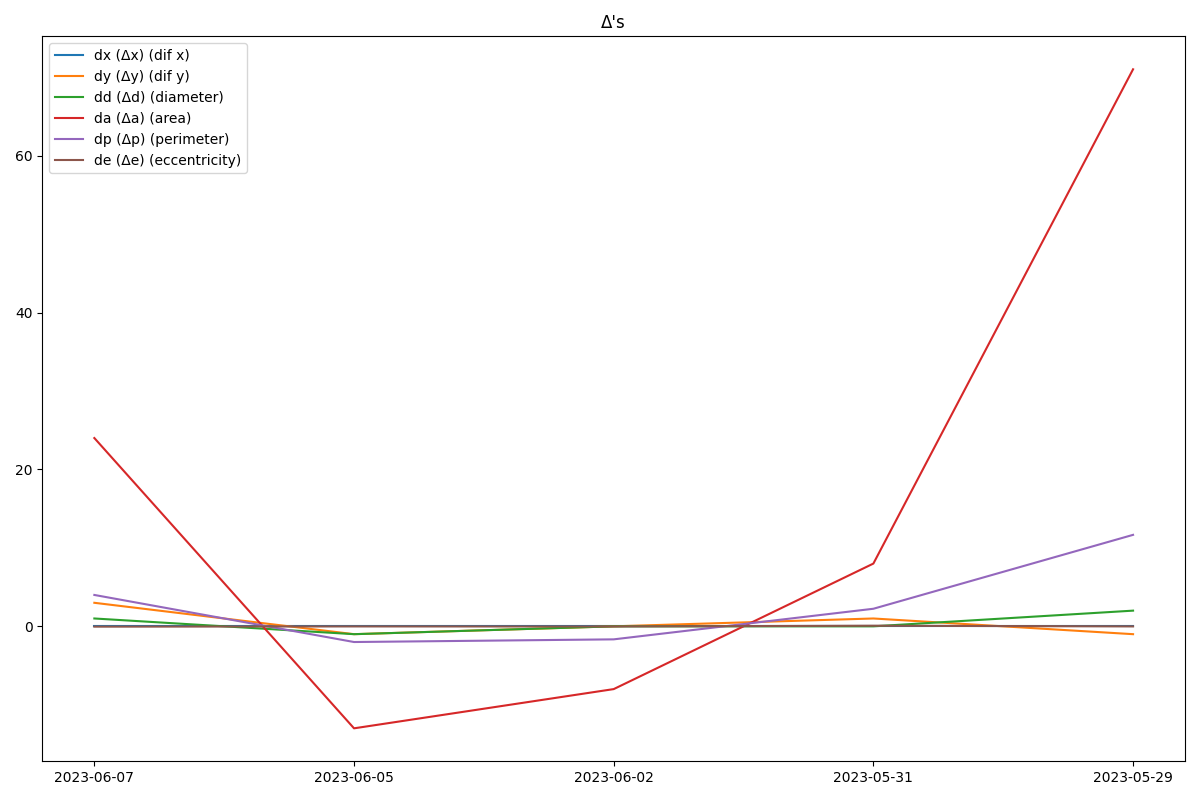 Δ's
dx (Δx) (dif x)
dy (Δy) (dif y)
dd (Δd) (diameter)
da (Δa) (area)
dp (Δp) (perimeter)
de (Δe) (eccentricity)
60
40
20
0
2023-06-07 2023-06-05 2023-06-02 2023-05-31 2023-05-29